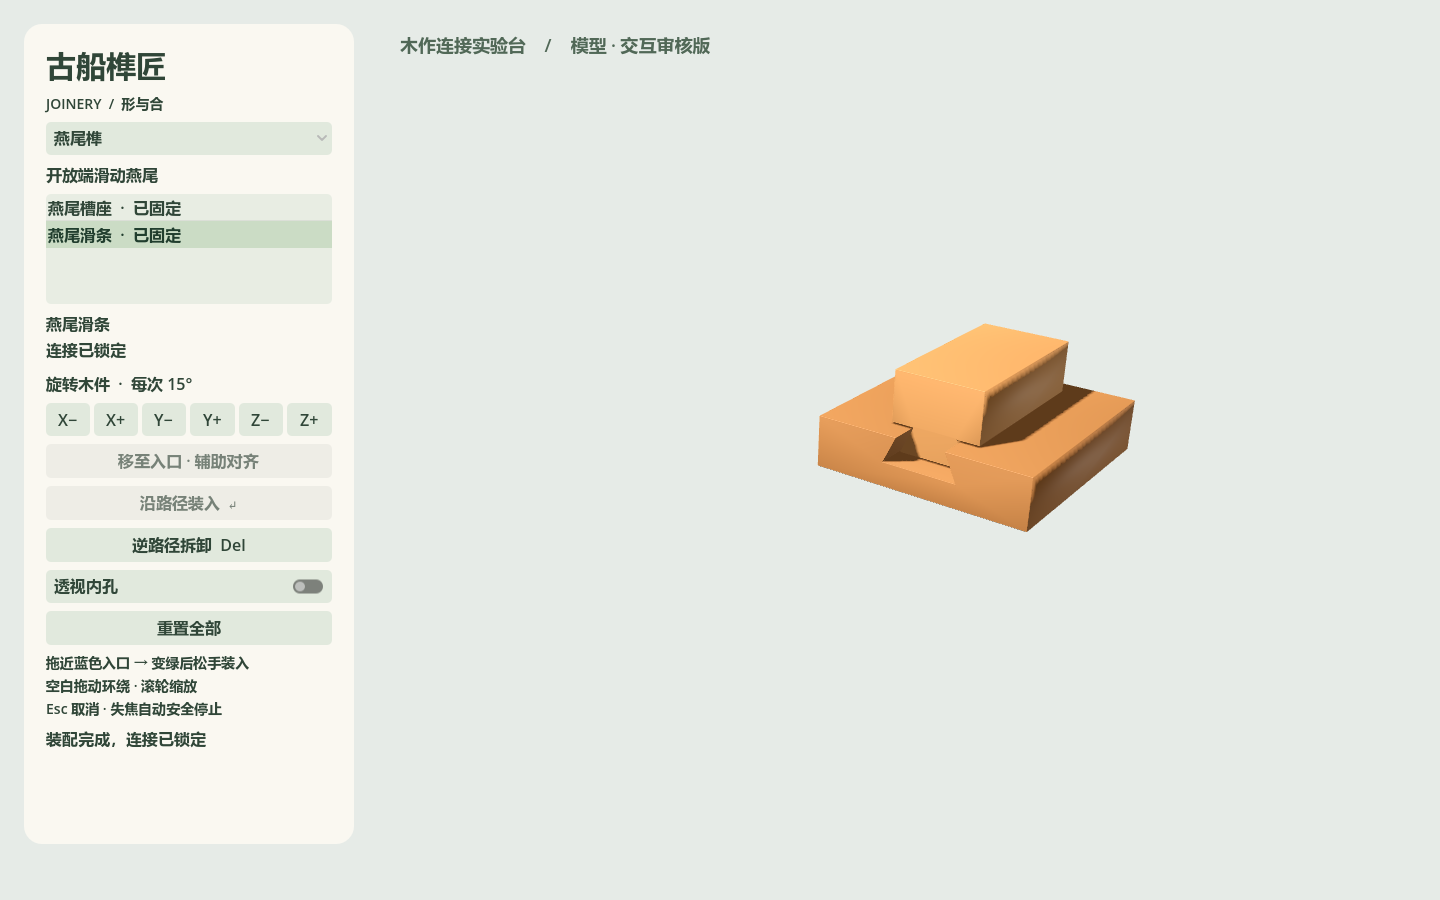 古船榫匠
JOINERY / 形与合
燕尾榫
开放端滑动燕尾
燕尾槽座 · 已固定
燕尾滑条 · 已固定
燕尾滑条
连接已锁定
旋转木件 · 每次 15°
X− X+ Y− Y+ Z− Z+
移至入口 · 辅助对齐
沿路径装入 ↲
逆路径拆卸 Del
透视内孔
重置全部
拖近蓝色入口 → 变绿后松手装入
空白拖动环绕 · 滚轮缩放
Esc 取消 · 失焦自动安全停止
装配完成，连接已锁定
木作连接实验台 / 模型 · 交互审核版